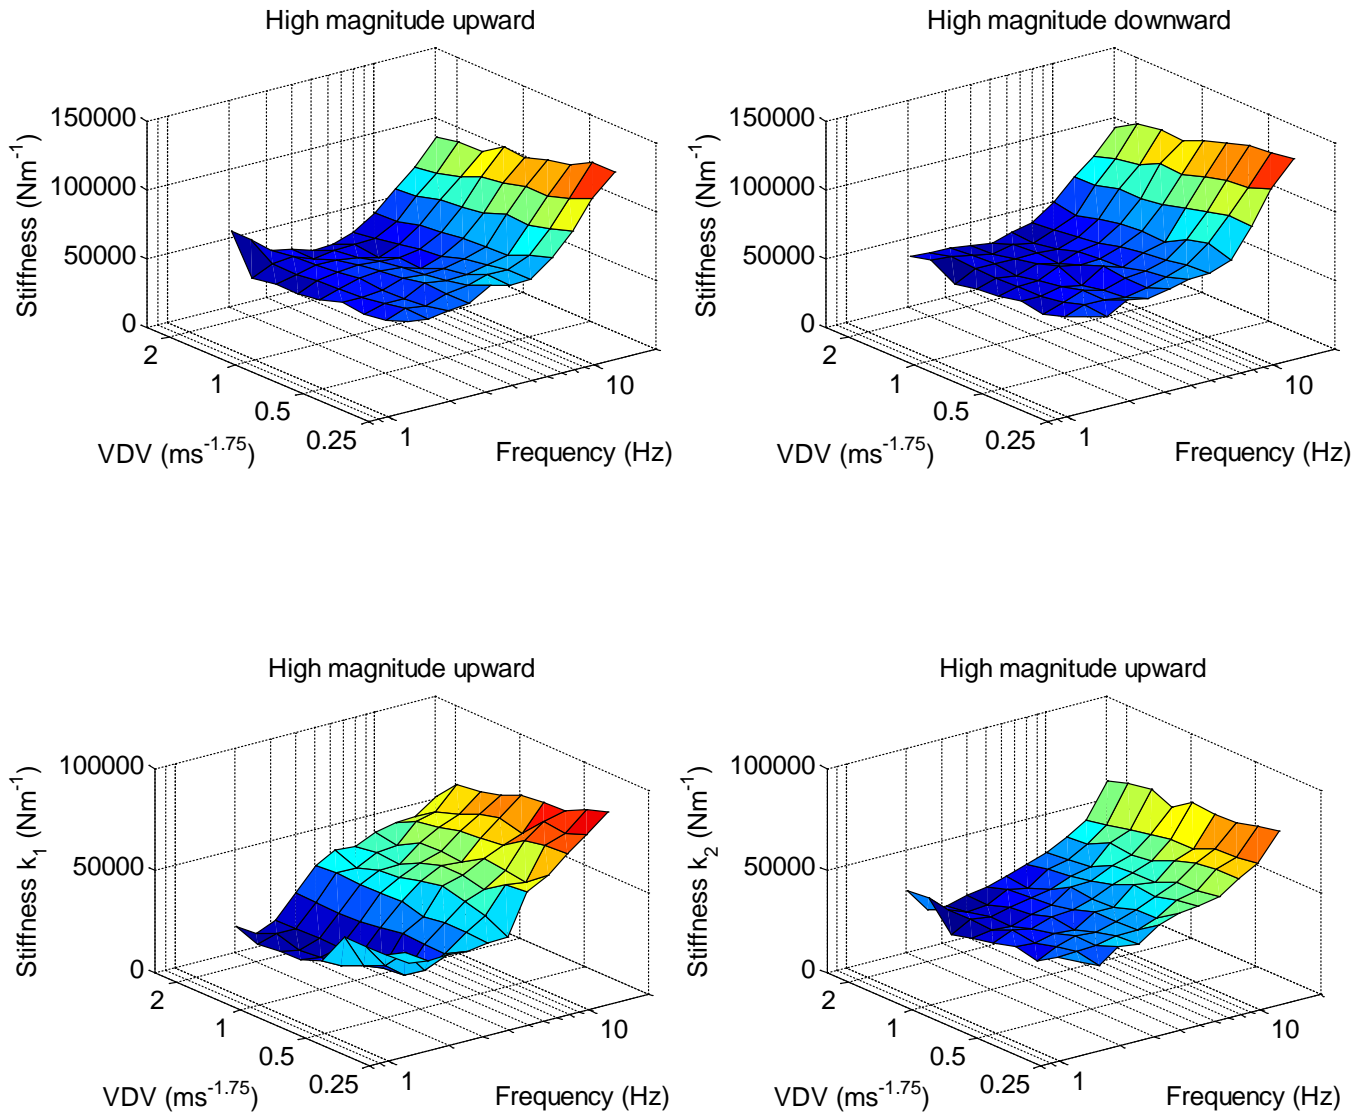 High magnitude upward
150000
100000
50000
0
Stiffness (Nm⁻¹)
2
1
0.5
0.25
VDV (ms⁻¹·⁷⁵)
1
10
Frequency (Hz)
High magnitude downward
150000
100000
50000
0
Stiffness (Nm⁻¹)
2
1
0.5
0.25
VDV (ms⁻¹·⁷⁵)
1
10
Frequency (Hz)
High magnitude upward
100000
50000
0
Stiffness k₁ (Nm⁻¹)
2
1
0.5
0.25
VDV (ms⁻¹·⁷⁵)
1
10
Frequency (Hz)
High magnitude upward
100000
50000
0
Stiffness k₂ (Nm⁻¹)
2
1
0.5
0.25
VDV (ms⁻¹·⁷⁵)
1
10
Frequency (Hz)